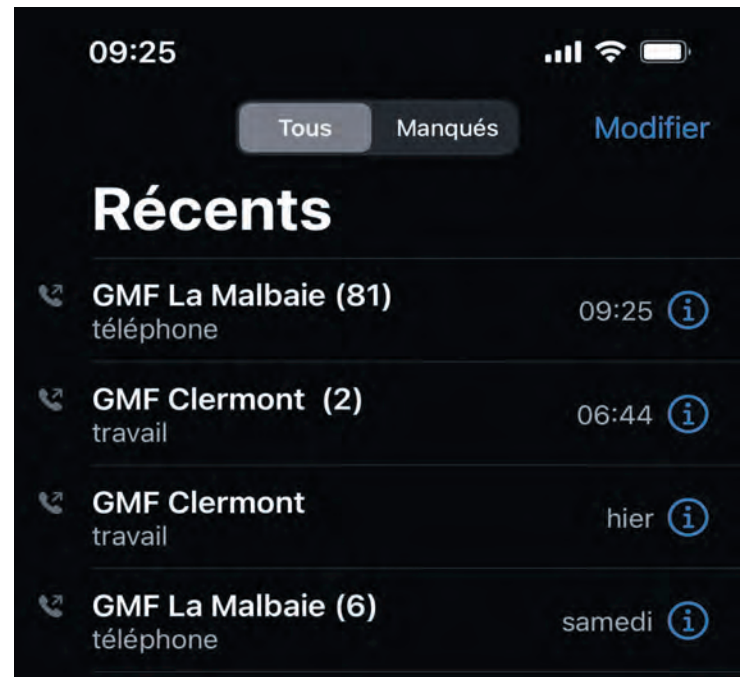 09:25
Tous Manqués Modifier
Récents
GMF La Malbaie (81)
téléphone
09:25
GMF Clermont (2)
travail
06:44
GMF Clermont
travail
hier
GMF La Malbaie (6)
téléphone
samedi